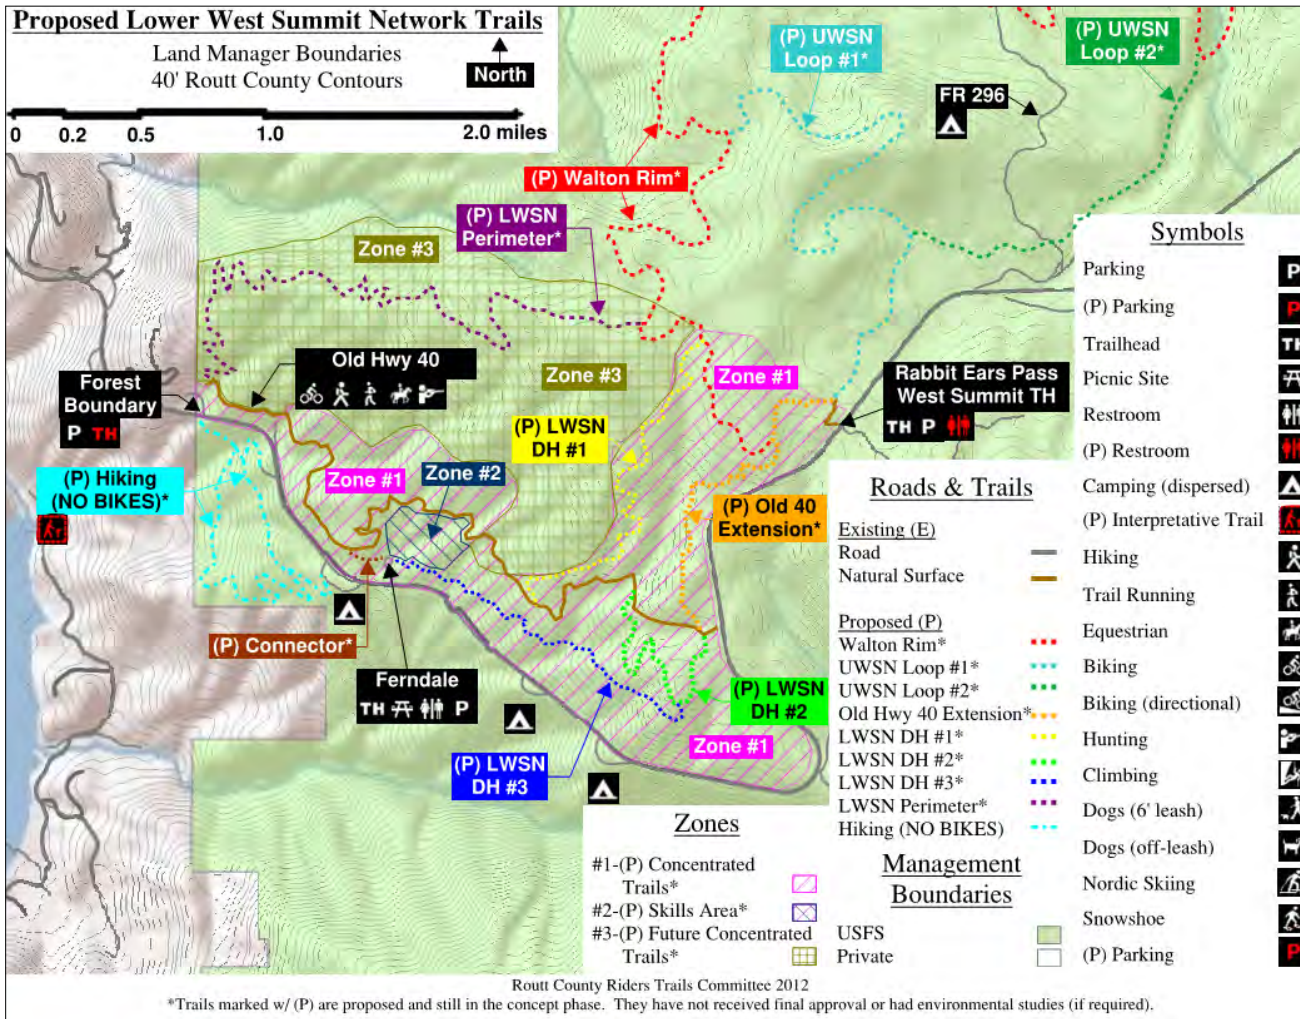 Proposed Lower West Summit Network Trails
Land Manager Boundaries
40' Routt County Contours
North
0 0.2 0.5 1.0 2.0 miles
(P) UWSN
Loop #1*
(P) UWSN
Loop #2*
FR 296
(P) Walton Rim*
(P) LWSN
Perimeter*
Zone #3
Old Hwy 40
Zone #3
Zone #1
Forest
Boundary
P TH
Rabbit Ears Pass
West Summit TH
TH P
(P) LWSN
DH #1
(P) Hiking
(NO BIKES)*
Zone #1
Zone #2
(P) Old 40
Extension*
(P) Connector*
Ferndale
TH P
(P) LWSN
DH #2
Zone #1
(P) LWSN
DH #3
Symbols
Parking P
(P) Parking P
Trailhead TH
Picnic Site
Restroom
(P) Restroom
Camping (dispersed)
(P) Interpretative Trail
Hiking
Trail Running
Equestrian
Biking
Biking (directional)
Hunting
Climbing
Dogs (6' leash)
Dogs (off-leash)
Nordic Skiing
Snowshoe
(P) Parking P
Roads & Trails
Existing (E)
Road
Natural Surface
Proposed (P)
Walton Rim*
UWSN Loop #1*
UWSN Loop #2*
Old Hwy 40 Extension*
LWSN DH #1*
LWSN DH #2*
LWSN DH #3*
LWSN Perimeter*
Hiking (NO BIKES)
Zones
#1-(P) Concentrated
Trails*
#2-(P) Skills Area*
#3-(P) Future Concentrated
Trails*
Management
Boundaries
USFS
Private
Routt County Riders Trails Committee 2012
*Trails marked w/ (P) are proposed and still in the concept phase. They have not received final approval or had environmental studies (if required).